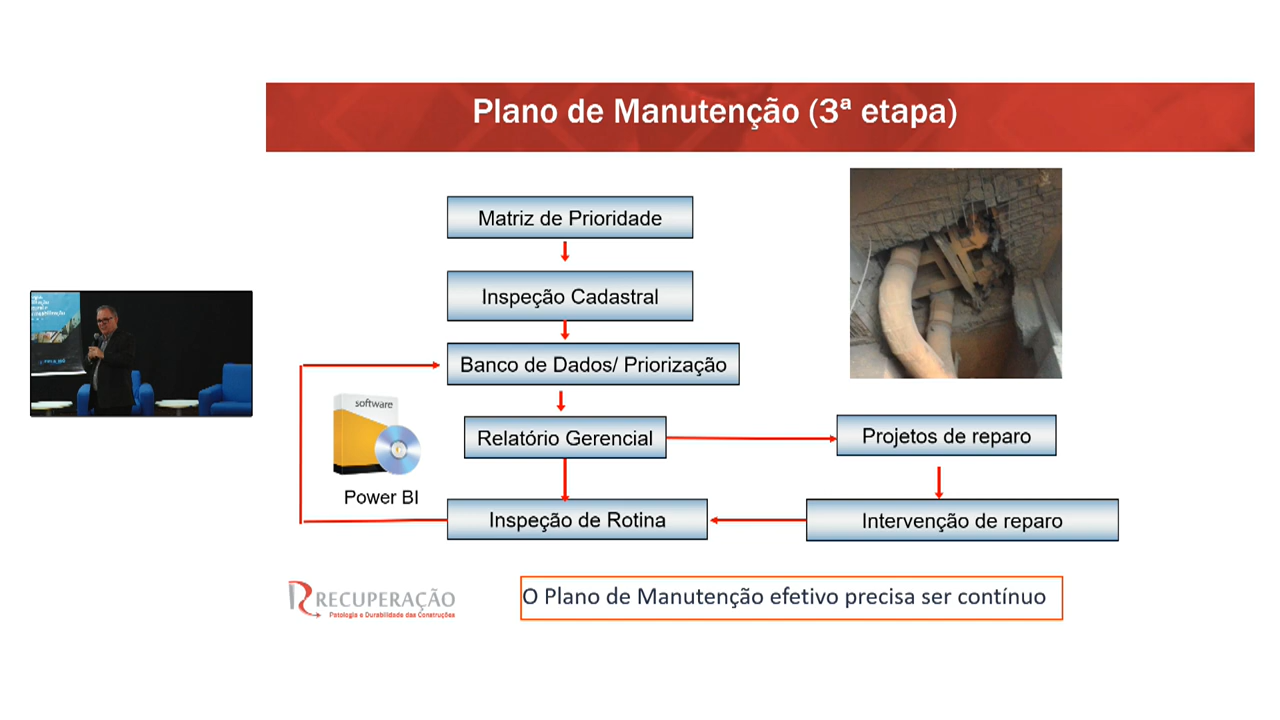 Plano de Manutenção (3ª etapa)
Matriz de Prioridade
Inspeção Cadastral
Banco de Dados/ Priorização
software
Relatório Gerencial
Projetos de reparo
Power BI
Inspeção de Rotina
Intervenção de reparo
RECUPERAÇÃO
Patologia e Durabilidade das Construções
O Plano de Manutenção efetivo precisa ser contínuo